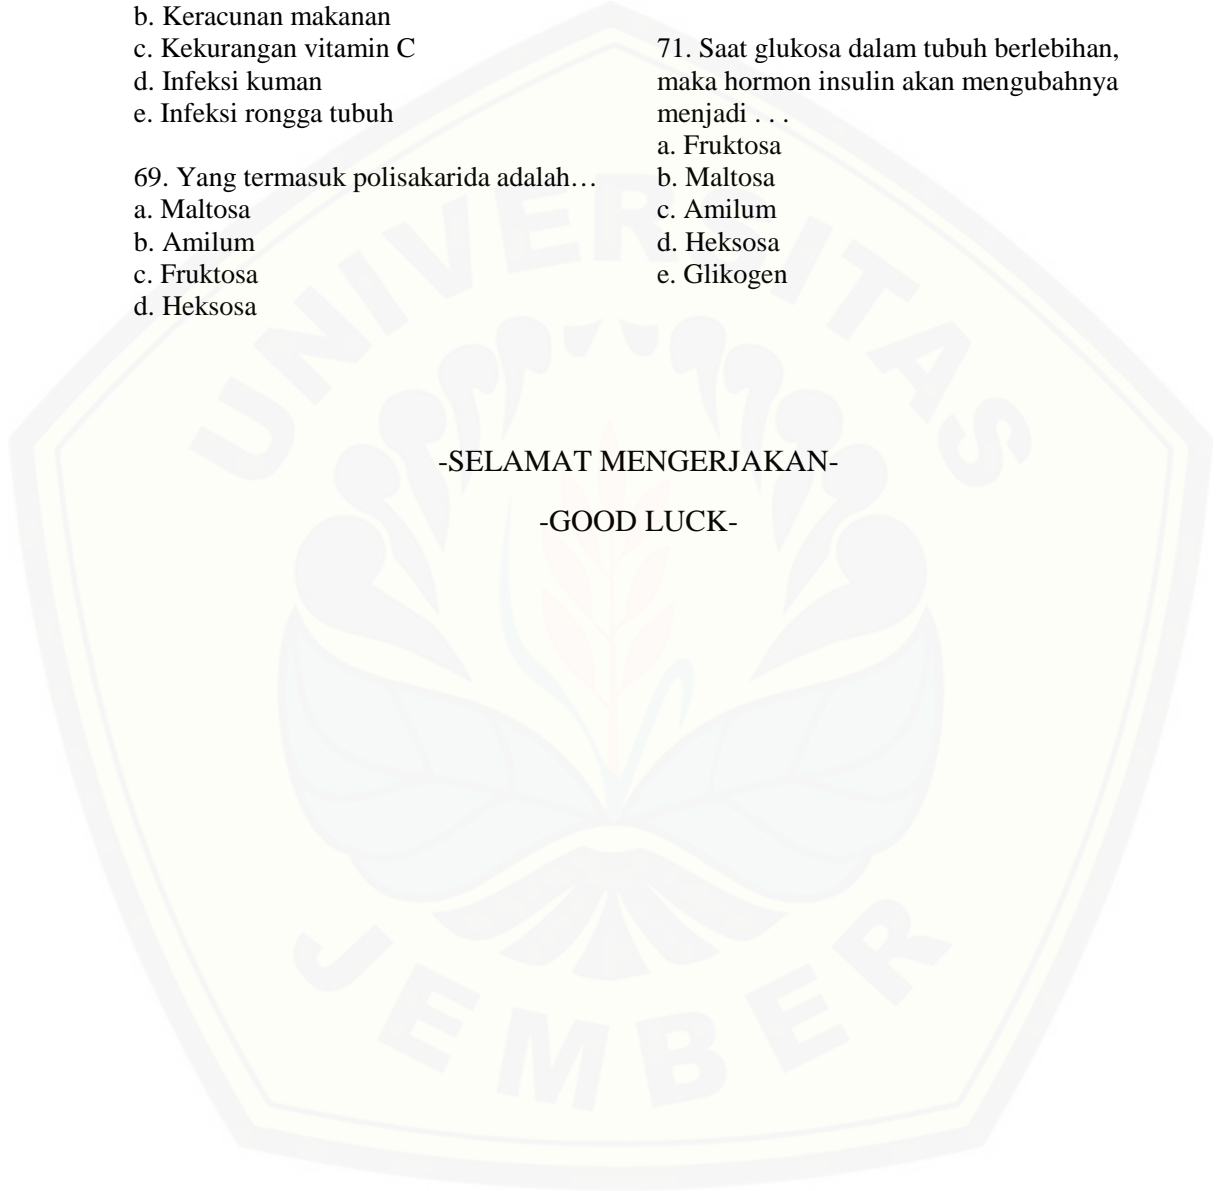 b. Keracunan makanan
c. Kekurangan vitamin C
d. Infeksi kuman
e. Infeksi rongga tubuh
69. Yang termasuk polisakarida adalah…
a. Maltosa
b. Amilum
c. Fruktosa
d. Heksosa
71. Saat glukosa dalam tubuh berlebihan,
maka hormon insulin akan mengubahnya
menjadi . . .
a. Fruktosa
b. Maltosa
c. Amilum
d. Heksosa
e. Glikogen
-SELAMAT MENGERJAKAN-
-GOOD LUCK-
UNIVERSITAS
JEMBER